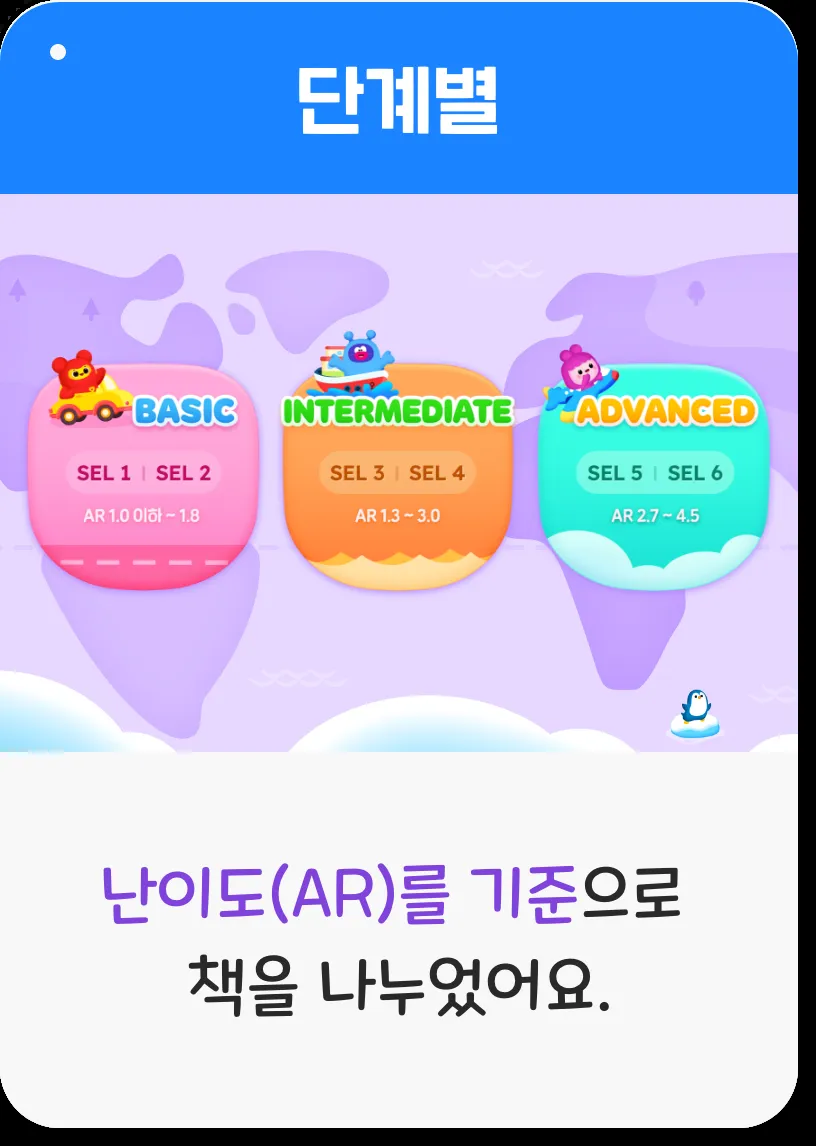 단계별
BASIC
SEL 1 | SEL 2
AR 1.0 이하 ~ 1.8
INTERMEDIATE
SEL 3 | SEL 4
AR 1.3 ~ 3.0
ADVANCED
SEL 5 | SEL 6
AR 2.7 ~ 4.5
난이도(AR)를 기준으로
책을 나누었어요.